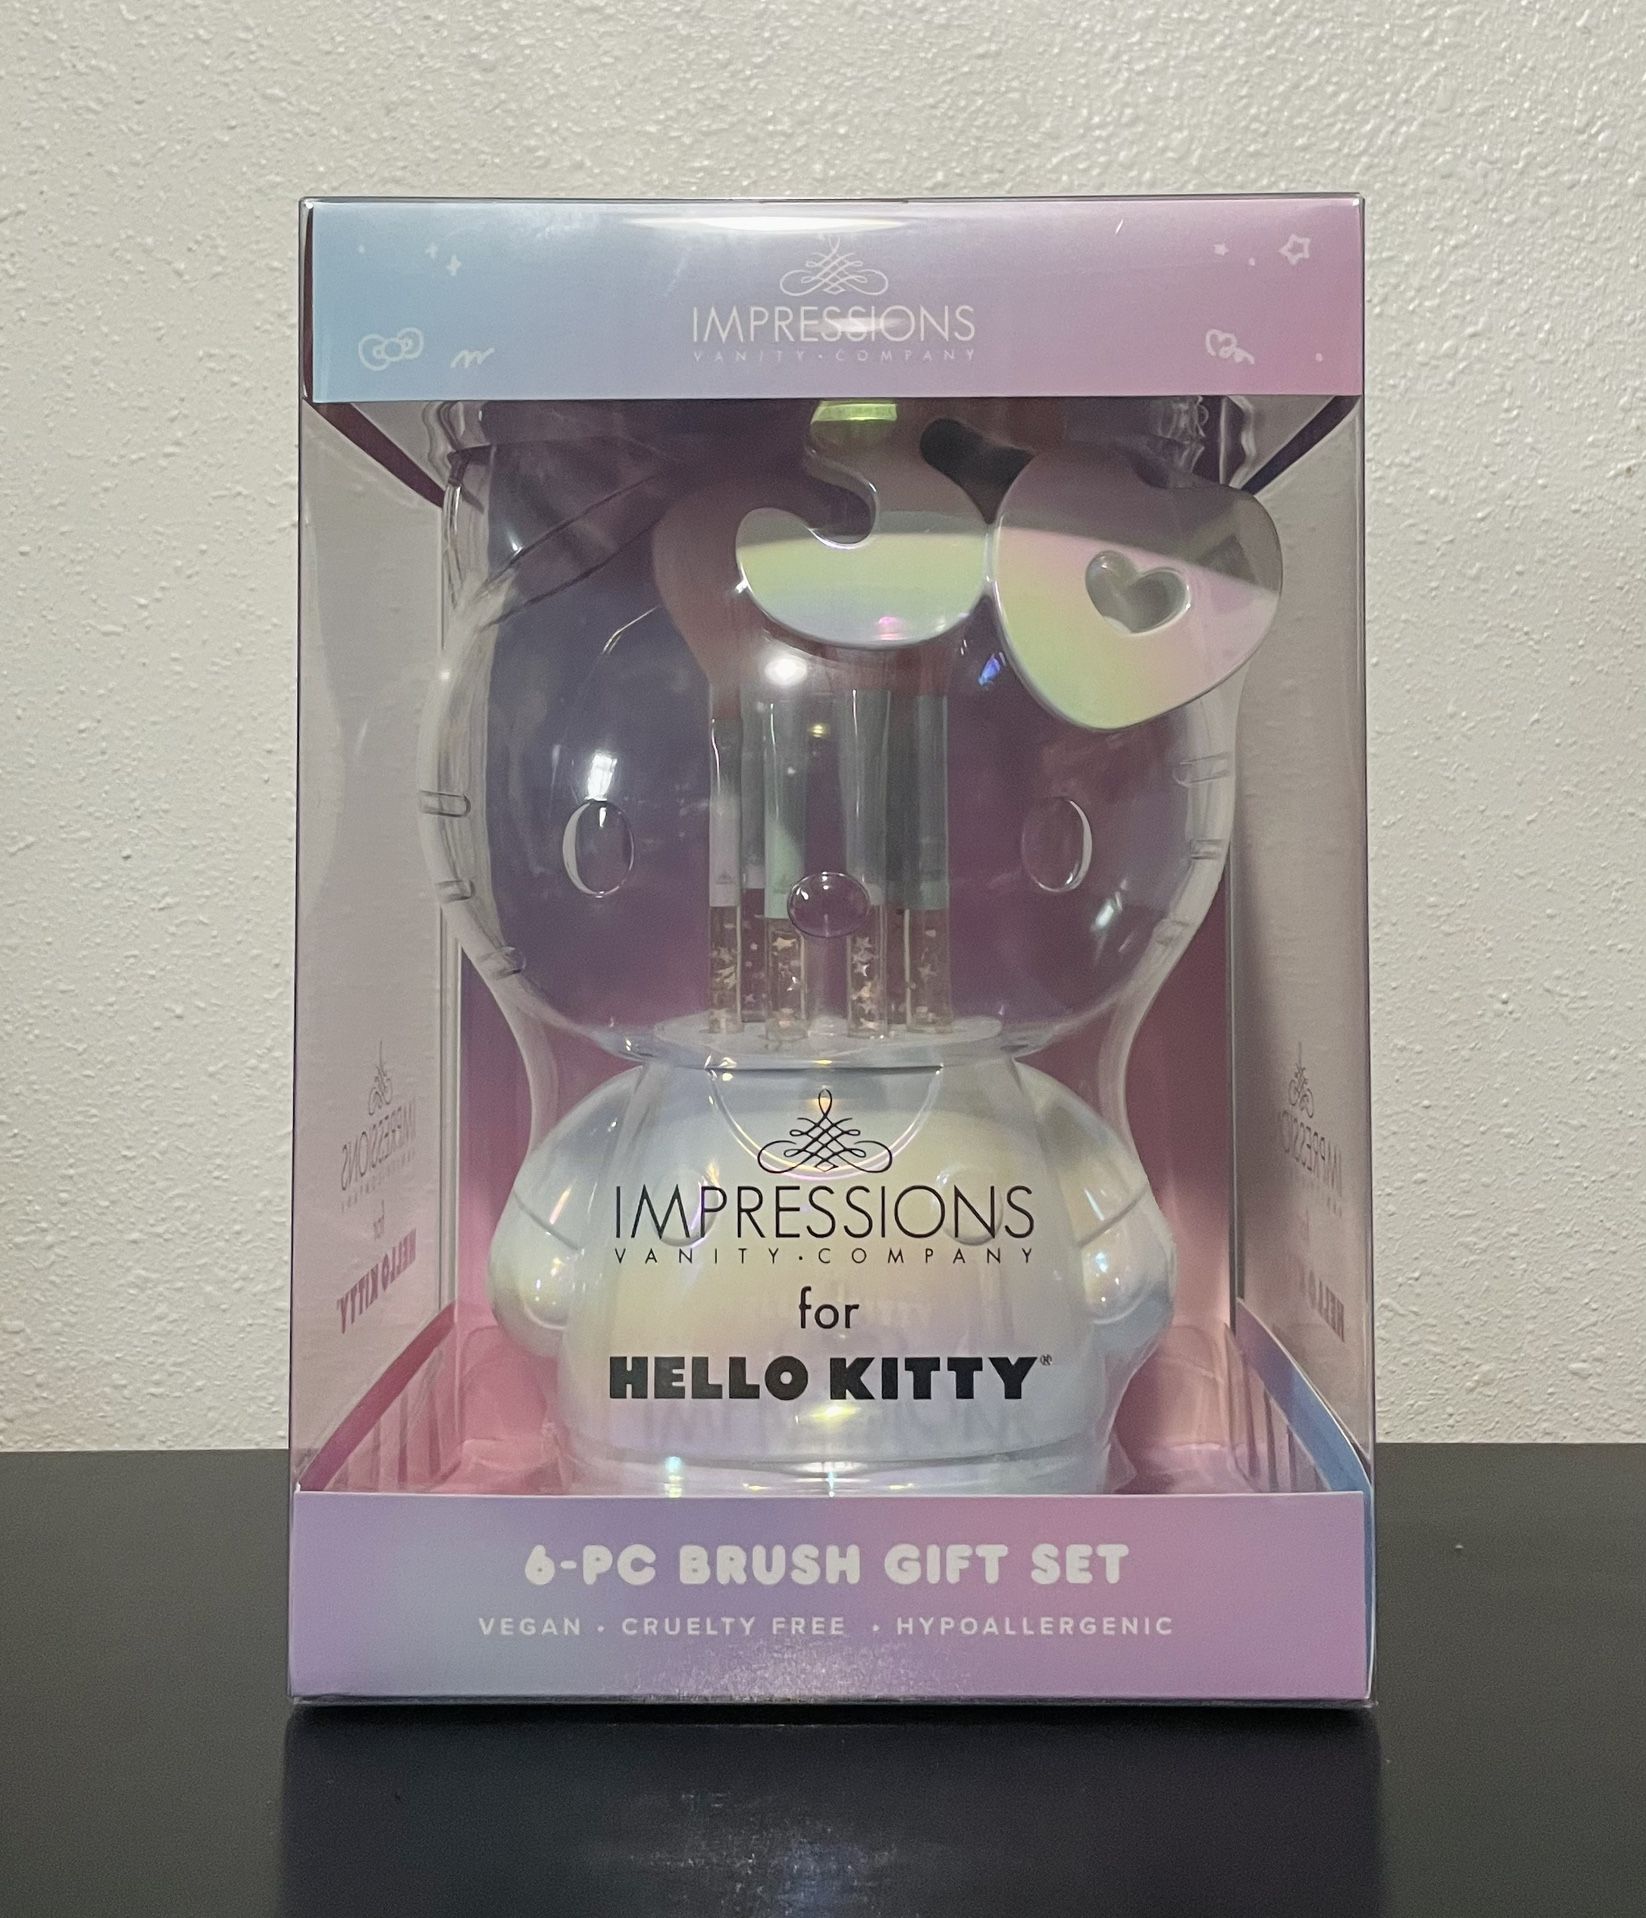 IMPRESSIONS
VANITY · COMPANY
IMPRESSIONS
VANITY · COMPANY
for
HELLO KITTY®
6-PC BRUSH GIFT SET
VEGAN · CRUELTY FREE · HYPOALLERGENIC